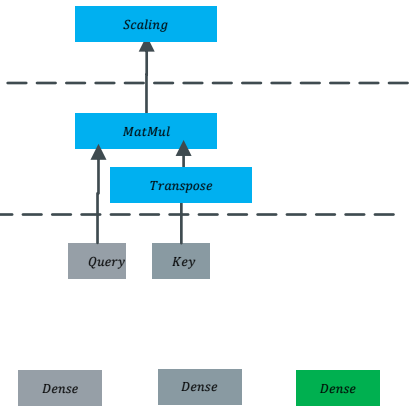 Scaling
MatMul
Transpose
Query Key
Dense Dense Dense